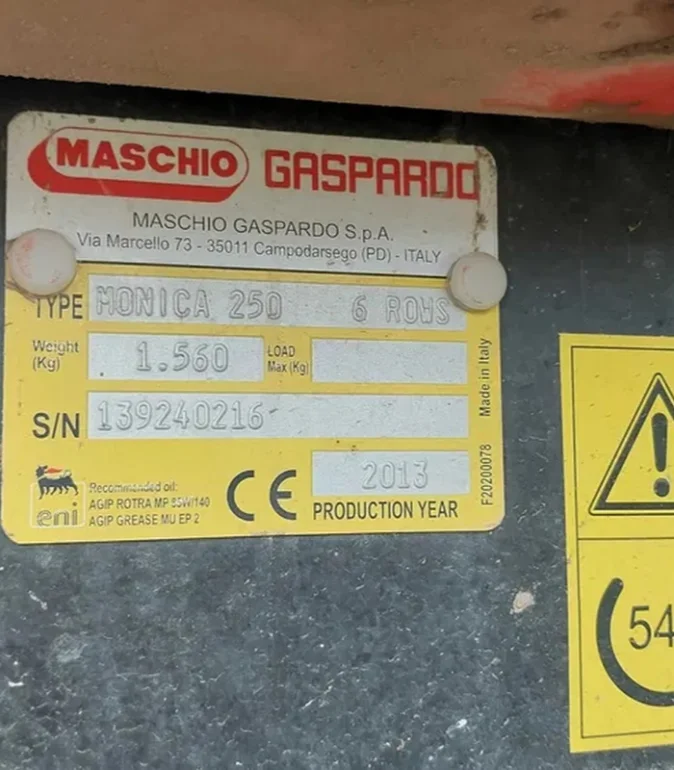 MASCHIO GASPARDO
MASCHIO GASPARDO S.p.A.
Via Marcello 73 - 35011 Campodarsego (PD) - ITALY
TYPE MONICA 250 6 ROWS
Weight (Kg) 1.560 LOAD Max (Kg)
S/N 139240216
eni
Recommended oil:
AGIP ROTRA MP 85W/140
AGIP GREASE MU EP 2
CE
2013
PRODUCTION YEAR
F20200078 Made in Italy
!
54